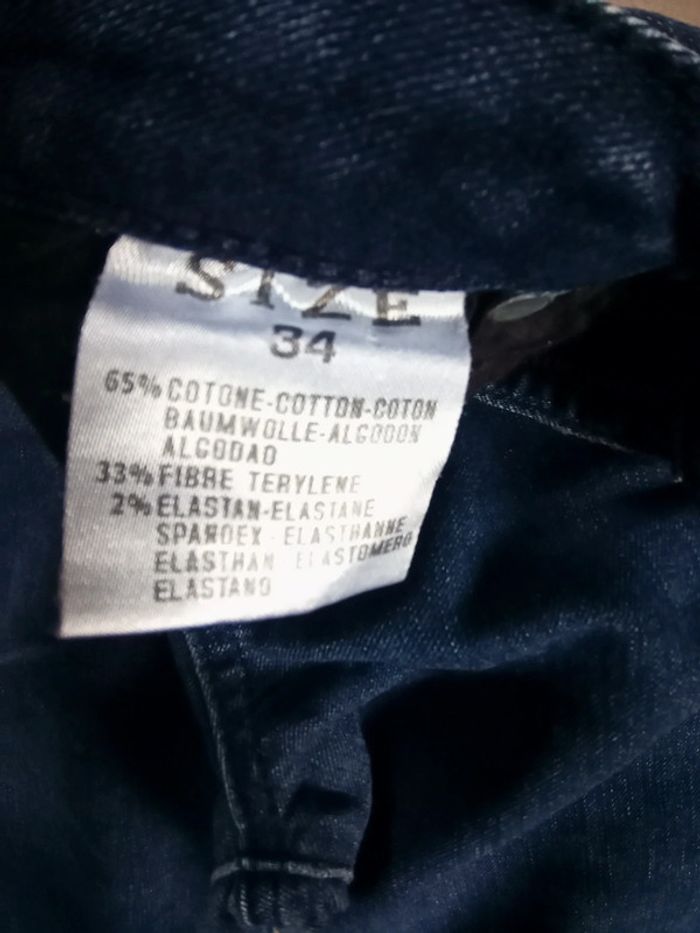 SIZE
34
65% COTONE-COTTON-COTON
BAUMWOLLE-ALGODON
ALGODAO
33% FIBRE TERYLENE
2% ELASTAN-ELASTANE
SPANDEX-ELASTHANNE
ELASTHAN ELASTOMERO
ELASTANO